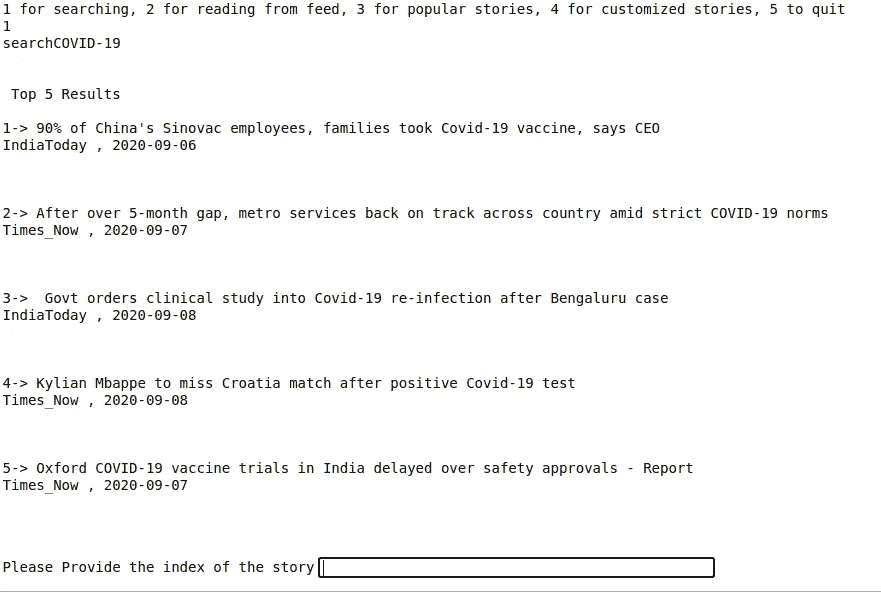 1 for searching, 2 for reading from feed, 3 for popular stories, 4 for customized stories, 5 to quit
1
searchCOVID-19
Top 5 Results
1-> 90% of China's Sinovac employees, families took Covid-19 vaccine, says CEO
IndiaToday , 2020-09-06
2-> After over 5-month gap, metro services back on track across country amid strict COVID-19 norms
Times_Now , 2020-09-07
3->  Govt orders clinical study into Covid-19 re-infection after Bengaluru case
IndiaToday , 2020-09-08
4-> Kylian Mbappe to miss Croatia match after positive Covid-19 test
Times_Now , 2020-09-08
5-> Oxford COVID-19 vaccine trials in India delayed over safety approvals - Report
Times_Now , 2020-09-07
Please Provide the index of the story